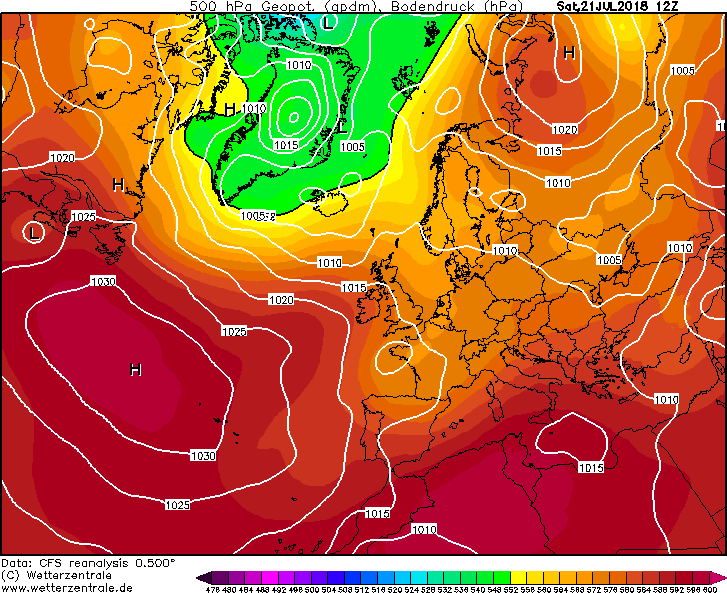 500 hPa Geopot. (gpdm), Bodendruck (hPa) Sat,21JUL2018 12Z
L
H
1010
1005
H
1010
L
1020
1015
1005
1015
1020
H
1010
1025
1005
L
1010
1010
1010
1005
1030
1015
1020
1025
H
1010
1030
1015
1025
1015
1010
Data: CFS reanalysis 0.500°
(C) Wetterzentrale
www.wetterzentrale.de
476 480 484 488 492 496 500 504 508 512 516 520 524 528 532 536 540 544 548 552 556 560 564 568 572 576 580 584 588 592 596 600